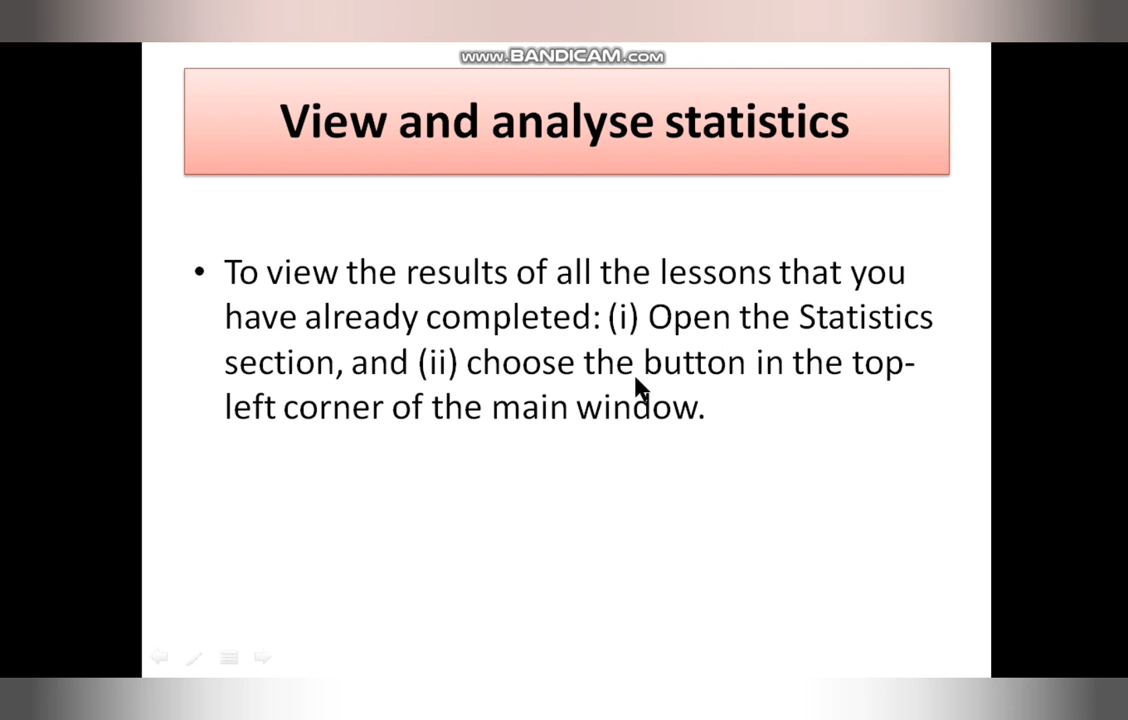 www.BANDICAM.com
View and analyse statistics
• To view the results of all the lessons that you
have already completed: (i) Open the Statistics
section, and (ii) choose the button in the top-
left corner of the main window.